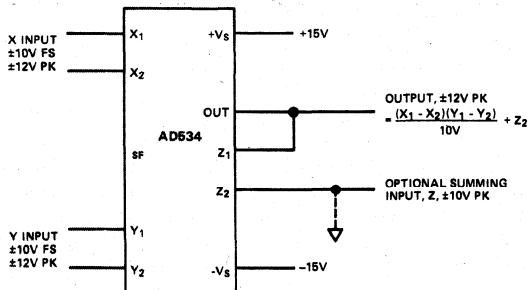 X INPUT
±10V FS
±12V PK
X1
X2
+VS
+15V
OUT
AD534
SF
Z1
Z2
OUTPUT, ±12V PK
= (X1 - X2)(Y1 - Y2) / 10V + Z2
OPTIONAL SUMMING
INPUT, Z, ±10V PK
Y INPUT
±10V FS
±12V PK
Y1
Y2
-VS
-15V